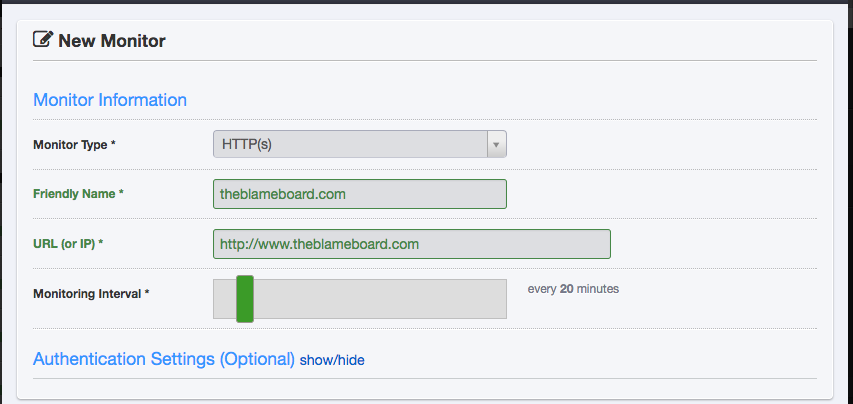 New Monitor
Monitor Information
Monitor Type * HTTP(s)
Friendly Name * theblameboard.com
URL (or IP) * http://www.theblameboard.com
Monitoring Interval * every 20 minutes
Authentication Settings (Optional) show/hide